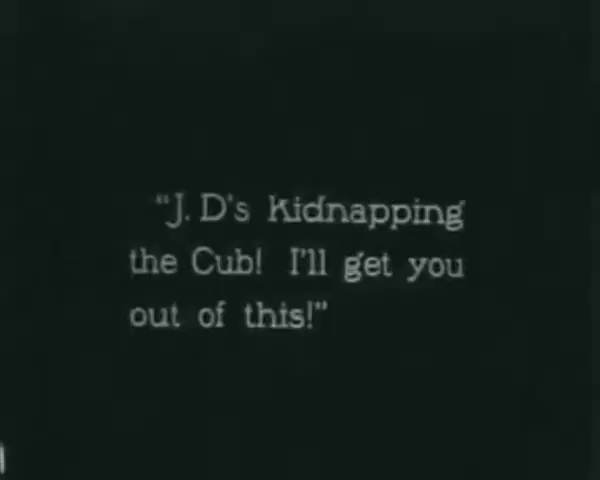 "J. D's kidnapping
the Cub! I'll get you
out of this!"